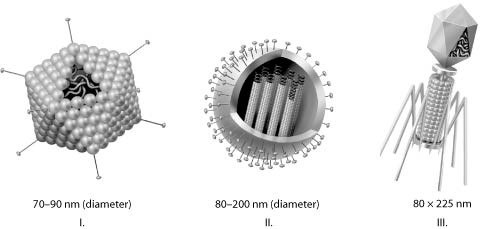 70–90 nm (diameter)
80–200 nm (diameter)
80 × 225 nm
I.
II.
III.